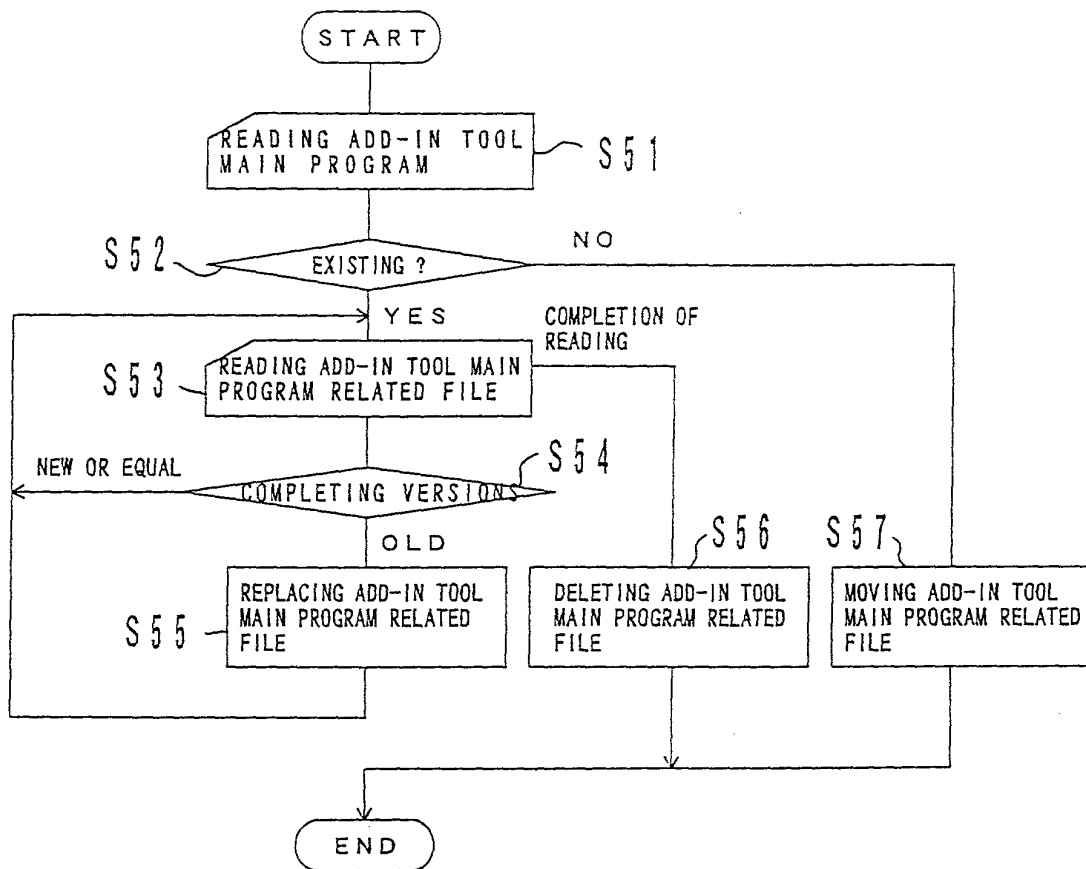 START
READING ADD-IN TOOL
MAIN PROGRAM
S51
S52
EXISTING ?
NO
YES
COMPLETION OF
READING
READING ADD-IN TOOL MAIN
PROGRAM RELATED FILE
S53
NEW OR EQUAL
COMPLETING VERSIONS
S54
OLD
REPLACING ADD-IN TOOL
MAIN PROGRAM RELATED
FILE
S55
DELETING ADD-IN TOOL
MAIN PROGRAM RELATED
FILE
S56
MOVING ADD-IN TOOL
MAIN PROGRAM RELATED
FILE
S57
END